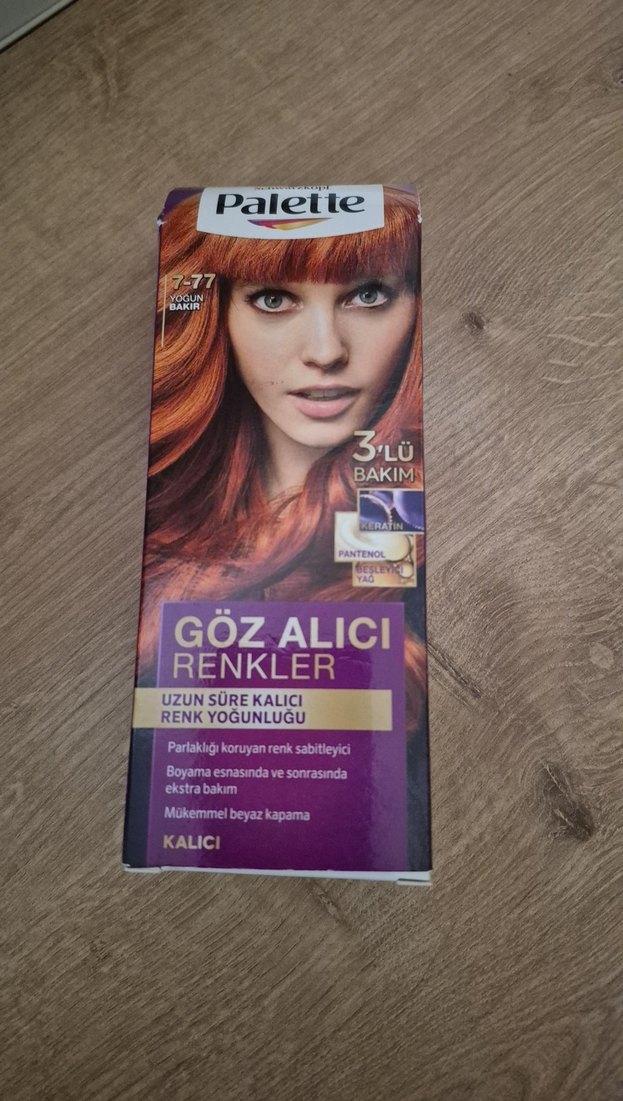 Schwarzkopf
Palette
7-77
YOĞUN
BAKIR
3'LÜ
BAKIM
KERATİN
PANTENOL
BESLEYİCİ
YAĞ
GÖZ ALICI
RENKLER
UZUN SÜRE KALICI
RENK YOĞUNLUĞU
Parlaklığı koruyan renk sabitleyici
Boyama esnasında ve sonrasında
ekstra bakım
Mükemmel beyaz kapama
KALICI